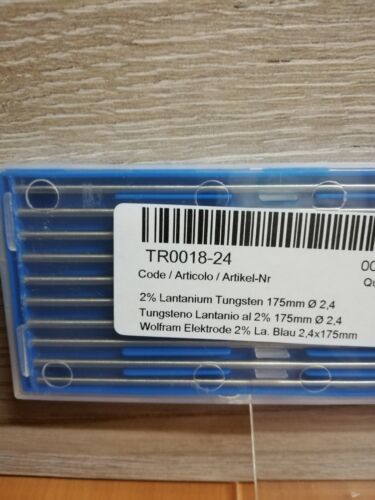 TR0018-24
00
Code / Articolo / Artikel-Nr
2% Lantanium Tungsten 175mm Ø 2,4
Tungsteno Lantanio al 2% 175mm Ø 2,4
Wolfram Elektrode 2% La. Blau 2,4x175mm